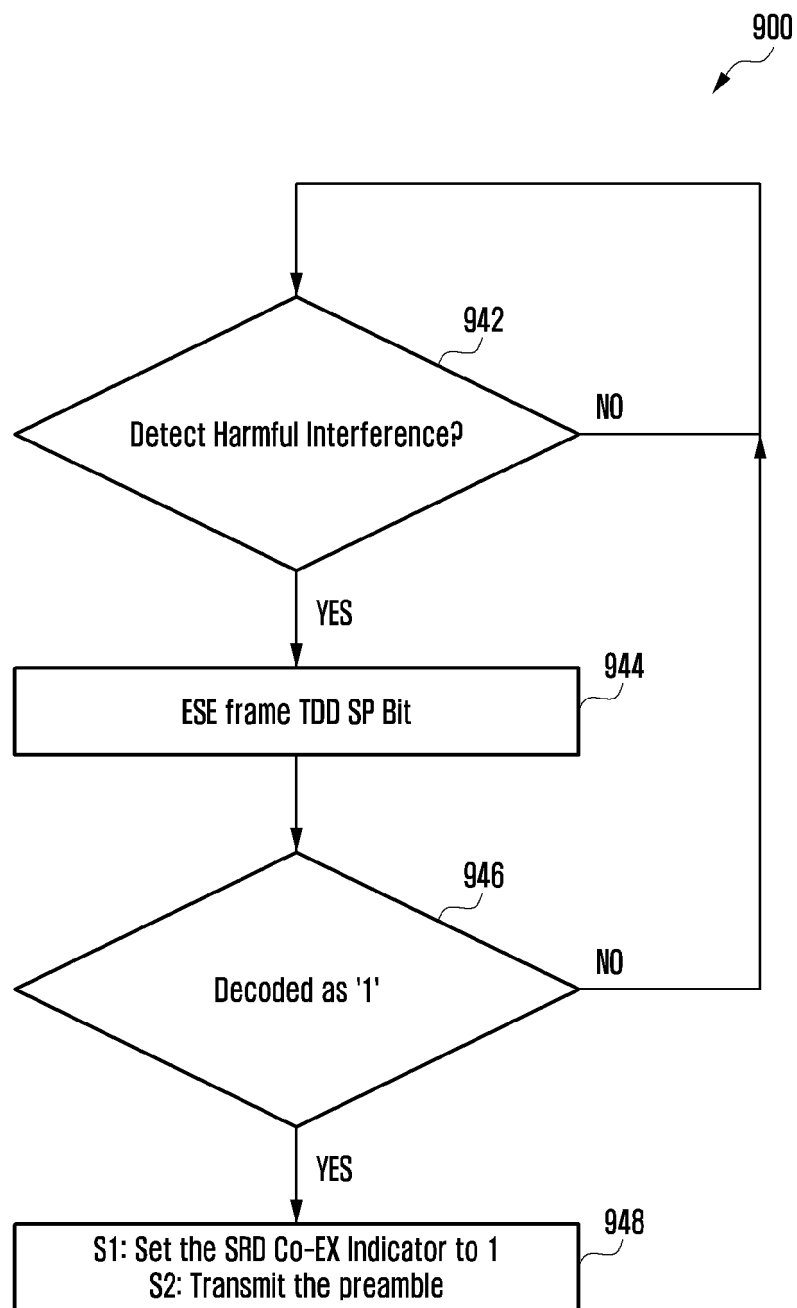 900
942
Detect Harmful Interference?
NO
YES
944
ESE frame TDD SP Bit
946
Decoded as '1'
NO
YES
948
S1: Set the SRD Co-EX Indicator to 1
S2: Transmit the preamble